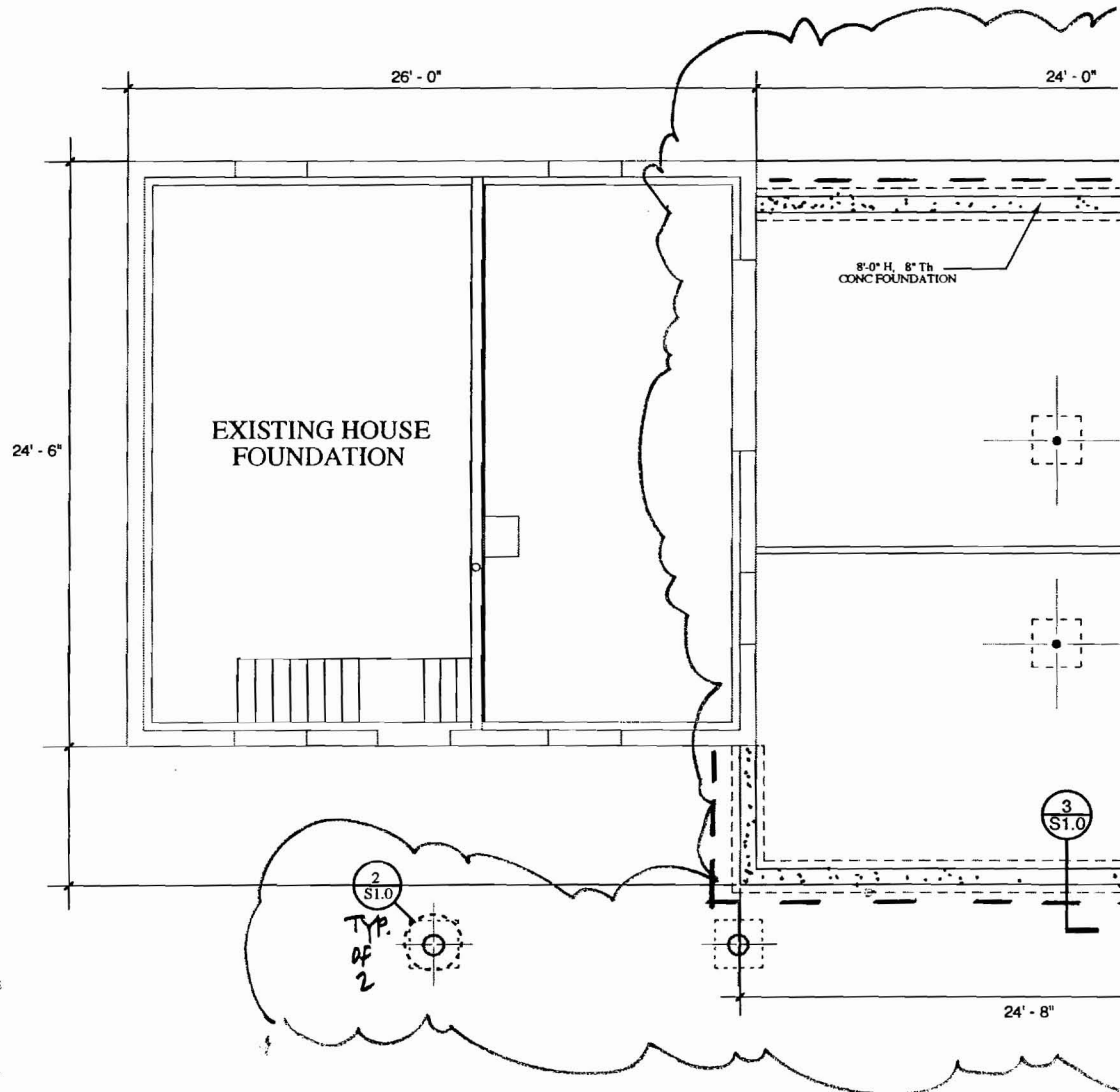 26' - 0"
24' - 0"
8'-0" H, 8" Th
CONC FOUNDATION
EXISTING HOUSE
FOUNDATION
24' - 6"
3
S1.0
2
S1.0
TYP.
OF
2
24' - 8"